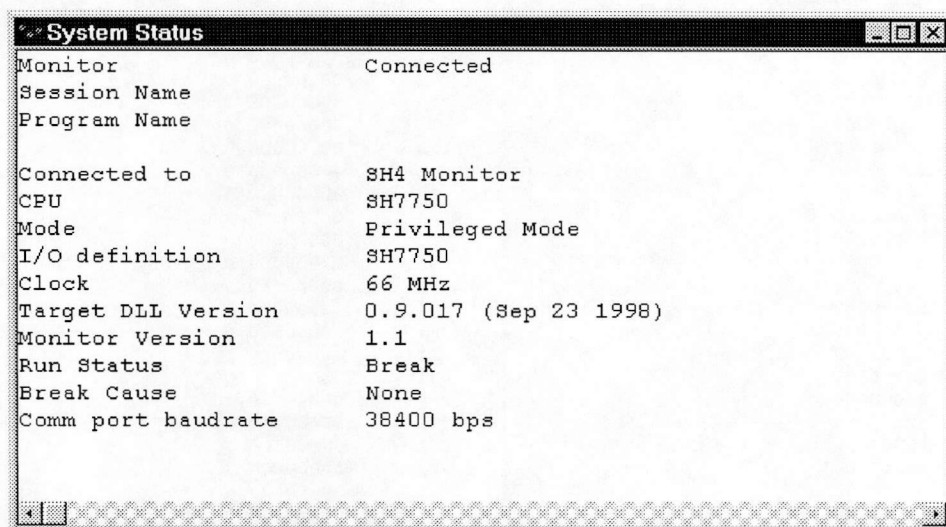 System Status
Monitor Connected
Session Name
Program Name
Connected to SH4 Monitor
CPU SH7750
Mode Privileged Mode
I/O definition SH7750
Clock 66 MHz
Target DLL Version 0.9.017 (Sep 23 1998)
Monitor Version 1.1
Run Status Break
Break Cause None
Comm port baudrate 38400 bps